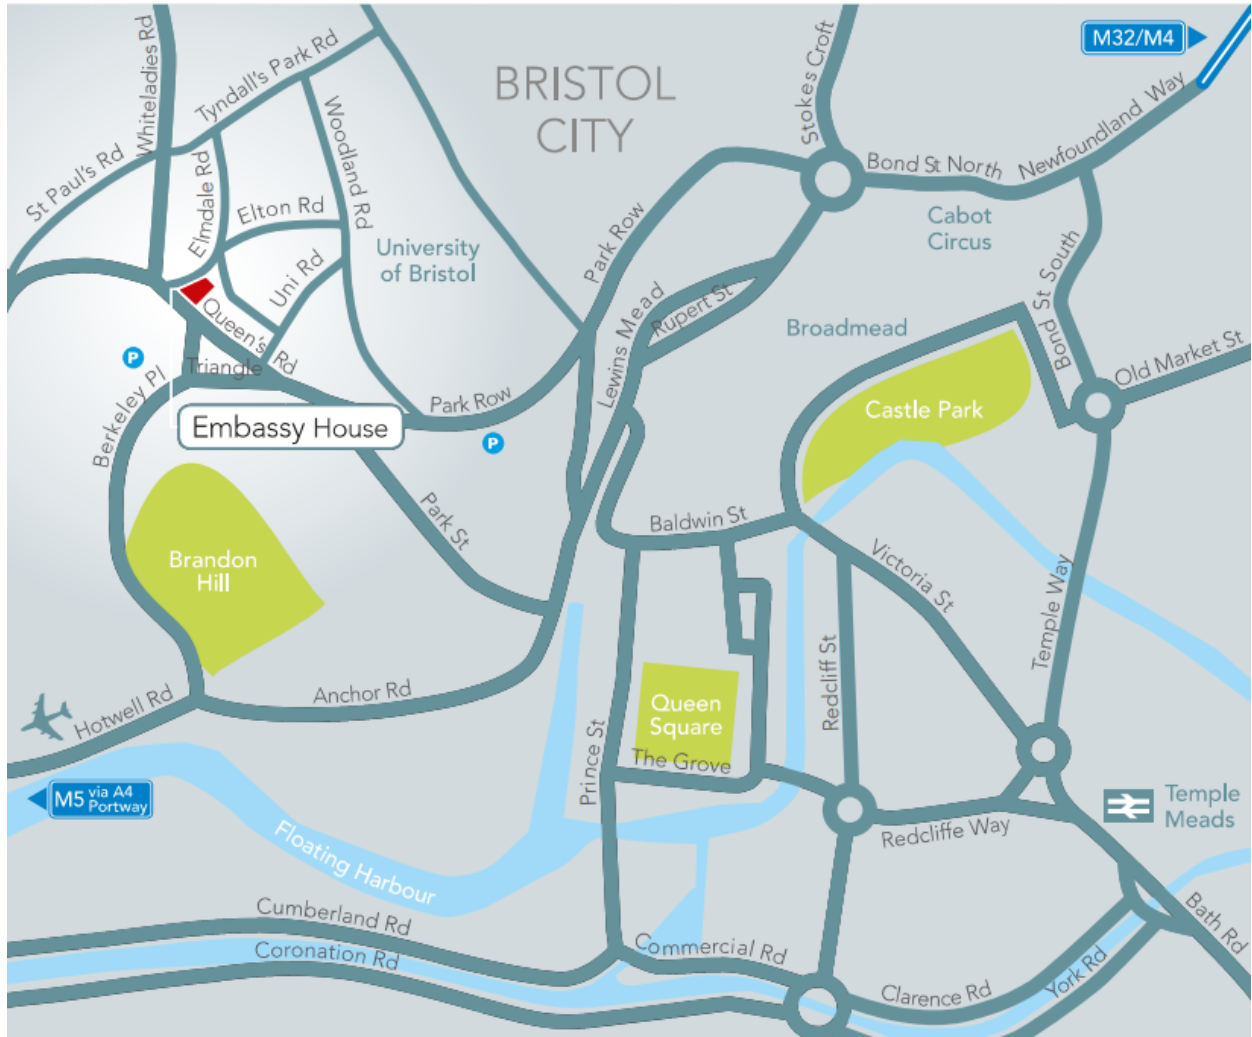 M32/M4
BRISTOL
CITY
Whiteladies Rd
Tyndall's Park Rd
St Paul's Rd
Woodland Rd
Elmdale Rd
Elton Rd
Uni Rd
University
of Bristol
Stokes Croft
Bond St North
Newfoundland Way
Cabot
Circus
Park Row
Lewins Mead
Rupert St
Broadmead
Bond St South
Old Market St
Queen's Rd
Triangle
P
Berkeley Pl
Embassy House
Park Row
P
Castle Park
Park St
Baldwin St
Victoria St
Brandon
Hill
Temple Way
Redcliff St
Hotwell Rd
Anchor Rd
Prince St
Queen
Square
The Grove
M5 via A4
Portway
Floating Harbour
Redcliffe Way
Temple
Meads
Cumberland Rd
Coronation Rd
Commercial Rd
Clarence Rd
York Rd
Bath Rd